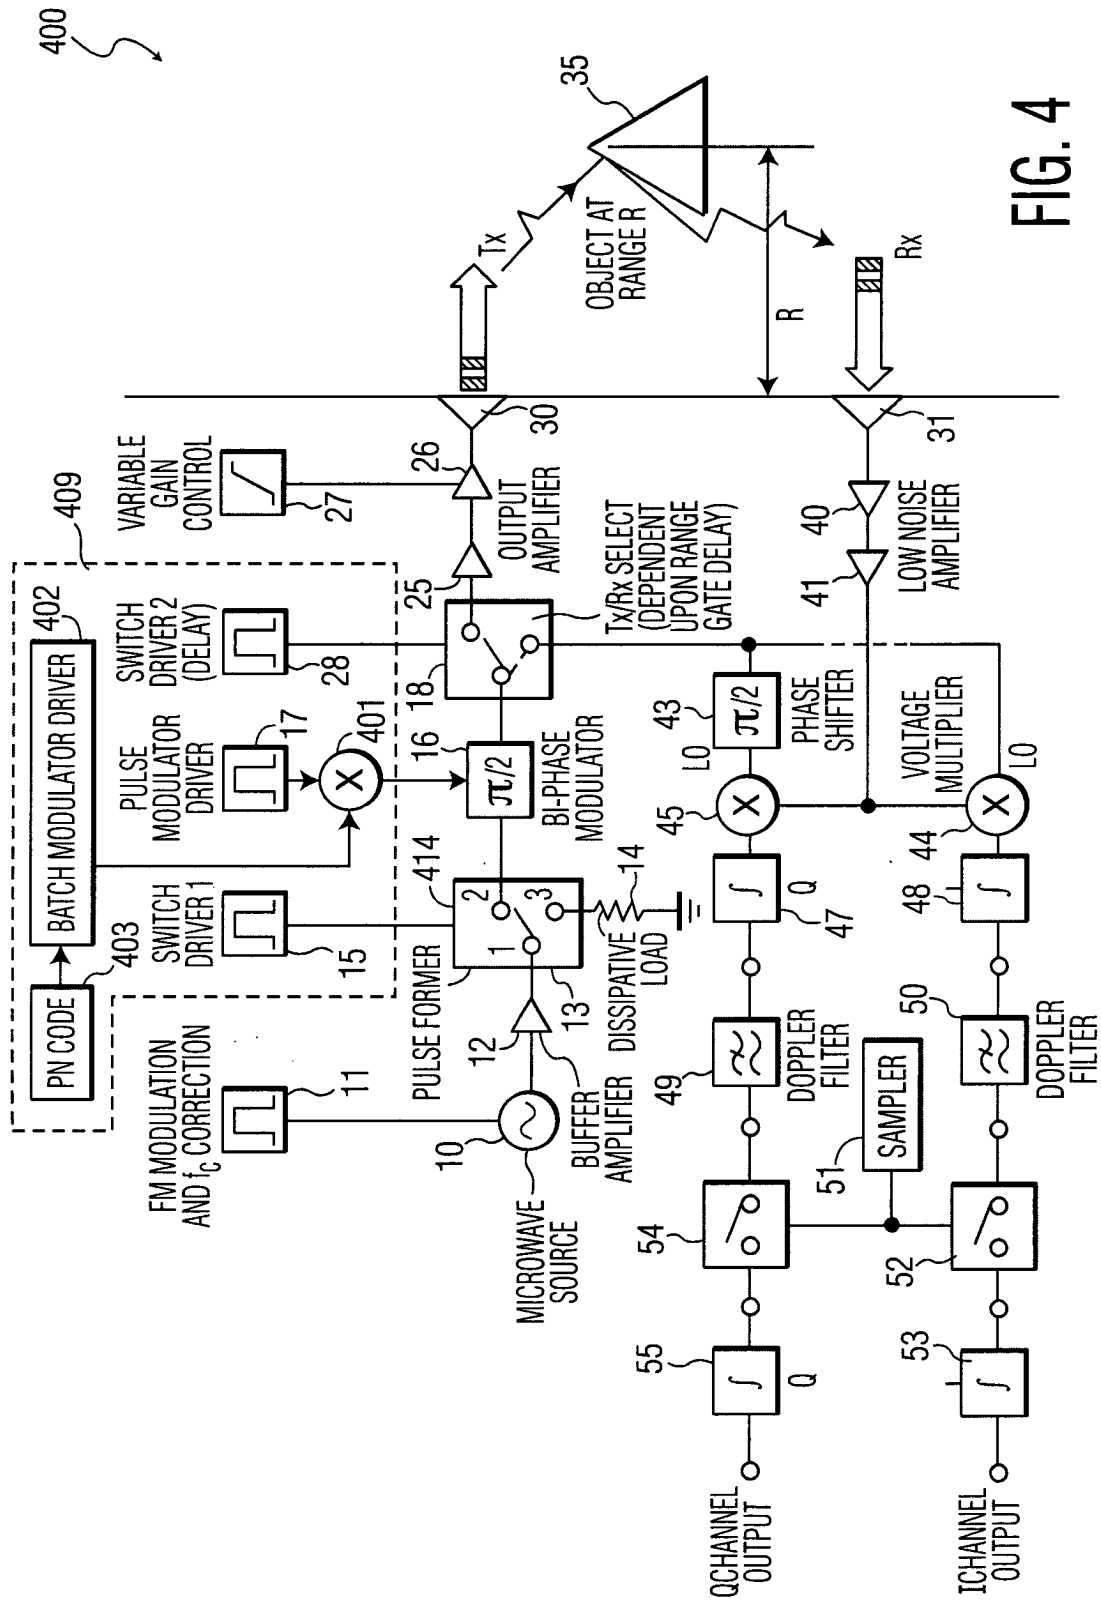 400
409
402
BATCH MODULATOR DRIVER
403
PN CODE
FM MODULATION
AND fC CORRECTION
11
SWITCH
DRIVER 1
15
PULSE
MODULATOR
DRIVER
17
401
X
SWITCH
DRIVER 2
(DELAY)
28
VARIABLE
GAIN
CONTROL
27
MICROWAVE
SOURCE
10
BUFFER
AMPLIFIER
12
PULSE FORMER
414
13
1
2
3
DISSIPATIVE
LOAD
14
16
π/2
BI-PHASE
MODULATOR
18
Tx/Rx SELECT
(DEPENDENT
UPON RANGE
GATE DELAY)
25
26
OUTPUT
AMPLIFIER
30
Tx
OBJECT AT
RANGE R
35
R
Rx
31
40
41
LOW NOISE
AMPLIFIER
43
π/2
PHASE
SHIFTER
LO
45
X
VOLTAGE
MULTIPLIER
LO
44
X
∫
Q
47
48
∫
49
DOPPLER
FILTER
50
DOPPLER
FILTER
51
SAMPLER
54
52
55
∫
Q
53
∫
QCHANNEL
OUTPUT
ICHANNEL
OUTPUT
FIG. 4